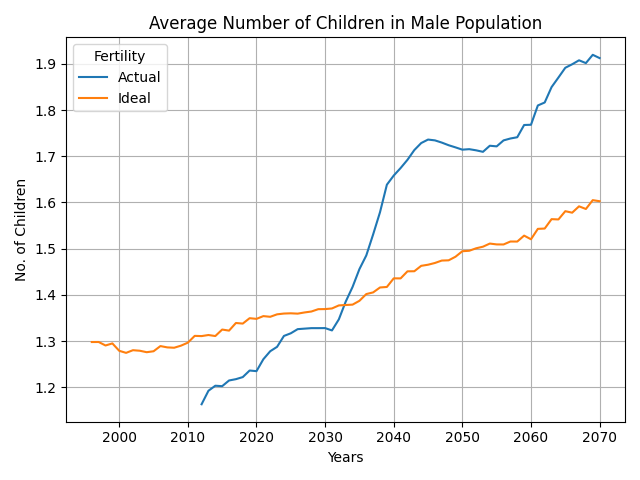 Average Number of Children in Male Population
Fertility
Actual
Ideal
1.9
1.8
1.7
1.6
1.5
1.4
1.3
1.2
No. of Children
2000 2010 2020 2030 2040 2050 2060 2070
Years